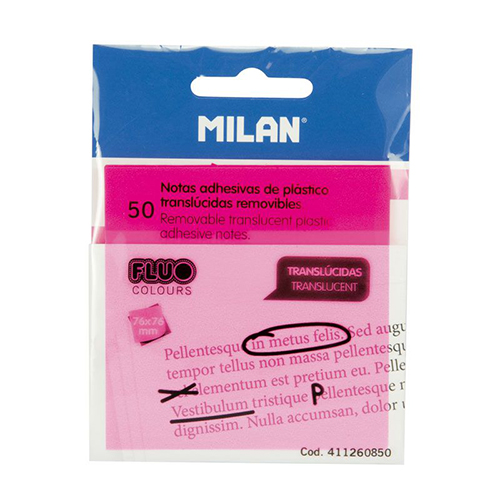 MILAN®
50
Notas adhesivas de plástico
translúcidas removibles
Removable translucent plastic
adhesive notes.
FLUO
COLOURS
TRANSLÚCIDAS
TRANSLUCENT
76x76
mm
Pellentesque in metus felis. Sed augu
tempor tellus non massa pellentesque
elementum est pretium eu. Pelle
Vestibulum tristique P pellentes
dignissim. Nulla accumsan, dolor
Cod. 411260850